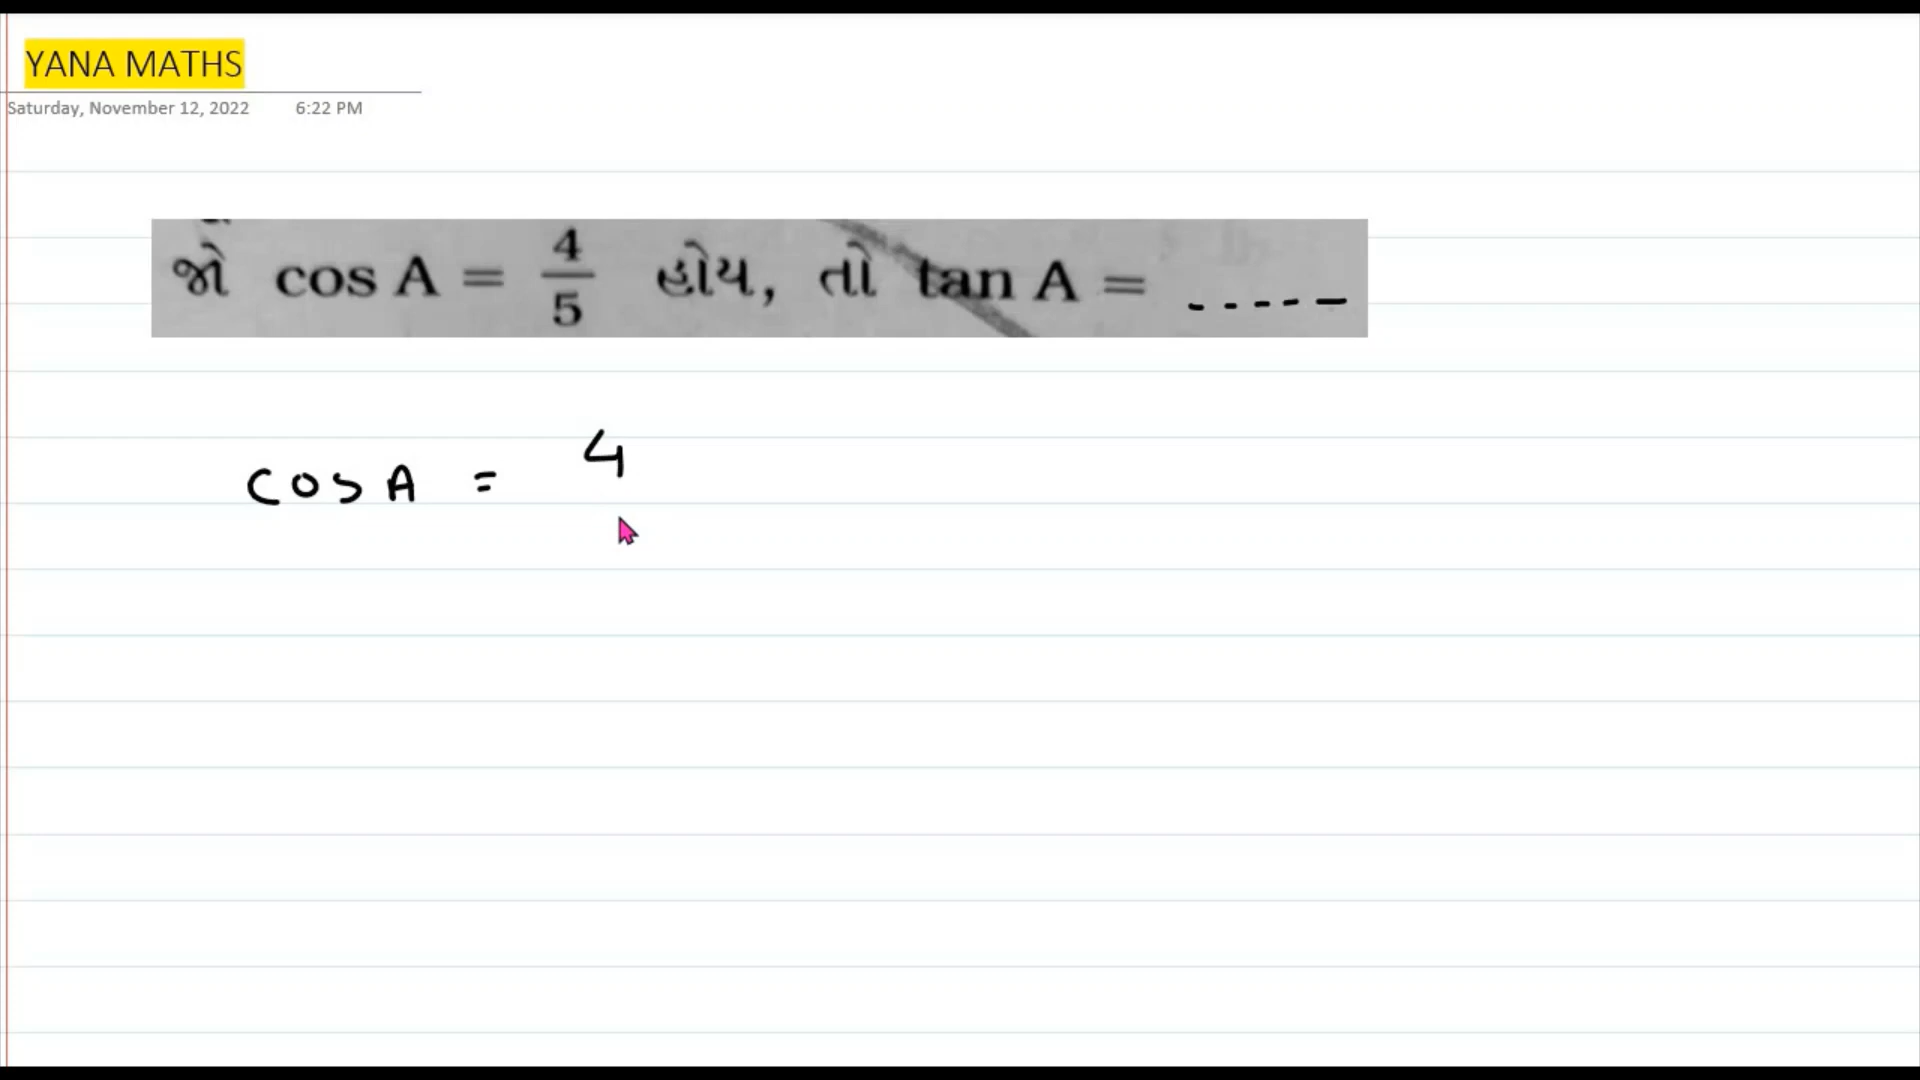 YANA MATHS
Saturday, November 12, 2022 6:22 PM
જો cos A = 4/5 હોય, તો tan A = -----
cos A = 4